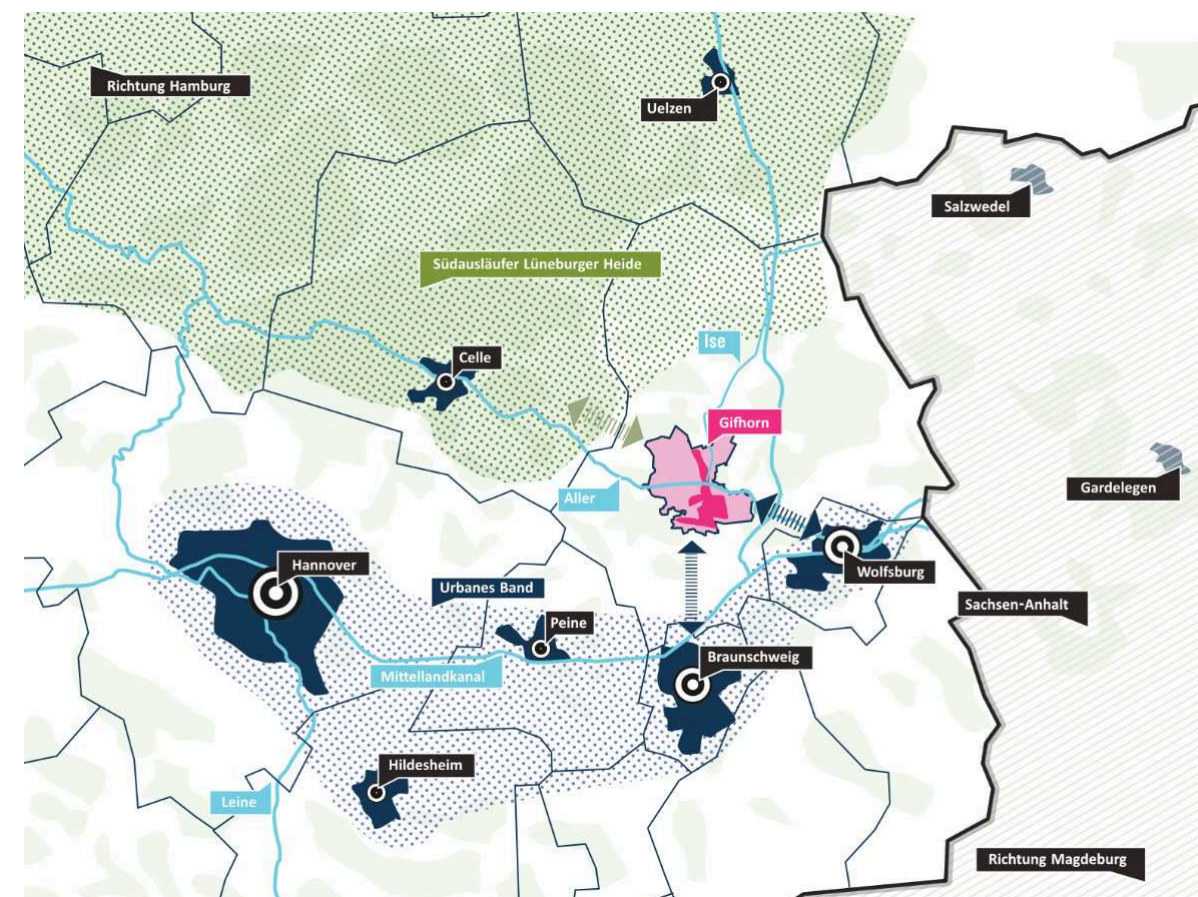 Richtung Hamburg
Uelzen
Salzwedel
Südausläufer Lüneburger Heide
Ise
Celle
Gifhorn
Gardelegen
Aller
Hannover
Wolfsburg
Urbanes Band
Sachsen-Anhalt
Peine
Braunschweig
Mittellandkanal
Hildesheim
Leine
Richtung Magdeburg